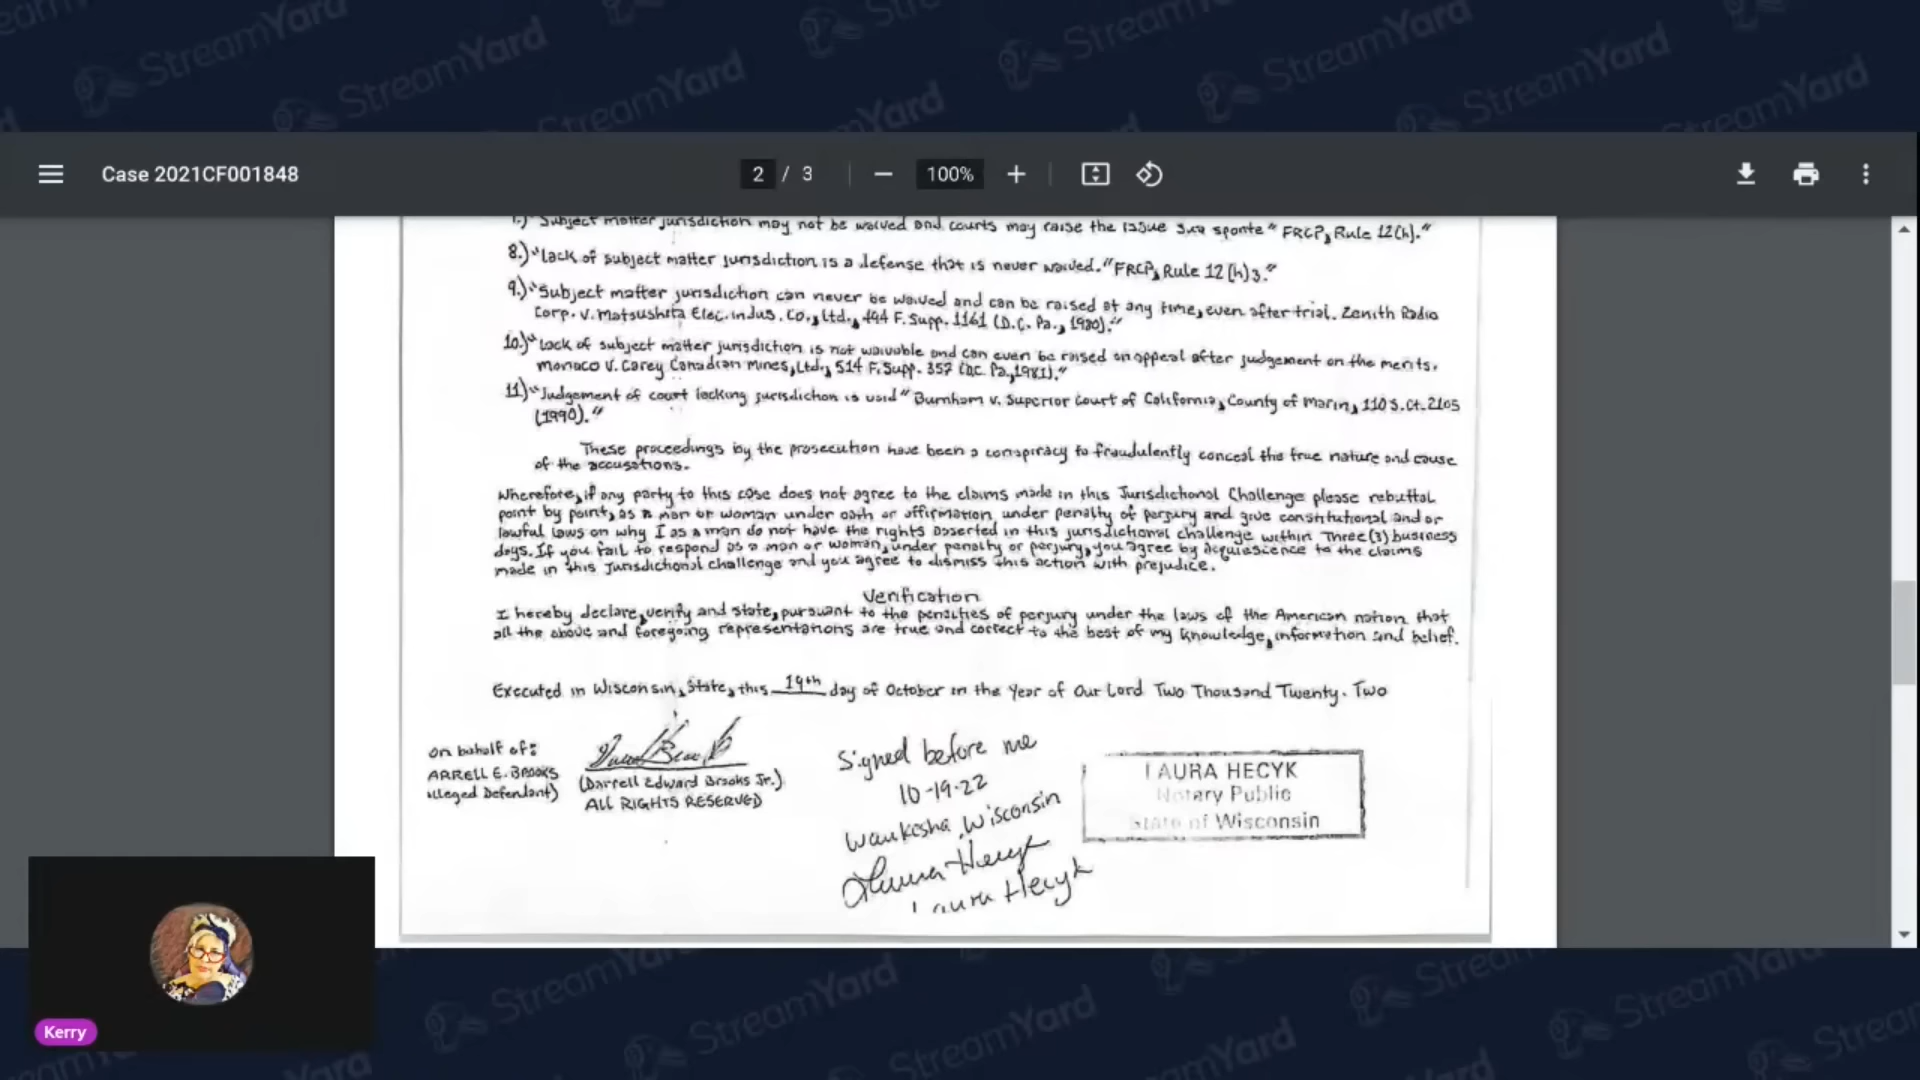 Case 2021CF001848
2 / 3
100%
Subject matter jurisdiction may not be waived and courts may raise the issue sua sponte" FRCP, Rule 12(h)."
8.) "Lack of subject matter jurisdiction is a defense that is never waived. "FRCP, Rule 12(h)3."
9.) "Subject matter jurisdiction can never be waived and can be raised at any time, even after trial. Zenith Radio
Corp. v. Matsushita Elec. indus. Co., Ltd., 494 F. Supp. 1161 (D.C. Pa., 1980)."
10.) "Lack of subject matter jurisdiction is not waivable and can even be raised on appeal after judgement on the merits.
Monaco v. Carey Canadian Mines, Ltd., 514 F. Supp. 357 (D.C. Pa., 1981)."
11) "Judgement of court lacking jurisdiction is void" Burnham v. Superior Court of California, County of Marin, 110 S. Ct. 2105
(1990)."
These proceedings by the prosecution have been a conspiracy to fraudulently conceal the true nature and cause
of the accusations.
Wherefore, if any party to this case does not agree to the claims made in this Jurisdictional Challenge please rebuttal
point by point, as a man or woman under oath or affirmation under penalty of perjury and give constitutional and or
lawful laws on why I as a man do not have the rights asserted in this jurisdictional challenge within Three (3) business
days. If you fail to respond as a man or woman, under penalty or perjury, you agree by acquiescence to the claims
made in this Jurisdictional challenge and you agree to dismiss this action with prejudice.
Verification
I hereby declare, verify and state, pursuant to the penalties of perjury under the laws of the American nation that
all the above and foregoing representations are true and correct to the best of my knowledge, information and belief.
Executed in Wisconsin, State, this 19th day of October in the Year of Our Lord Two Thousand Twenty-Two
On behalf of:
ARRELL E. BROOKS
lleged Defendant)
(Darrell Edward Brooks Jr.)
ALL RIGHTS RESERVED
Signed before me
10-19-22
Waukesha, Wisconsin
Laura Hecyk
Laura Hecyk
LAURA HECYK
Notary Public
State of Wisconsin
Kerry
StreamYard